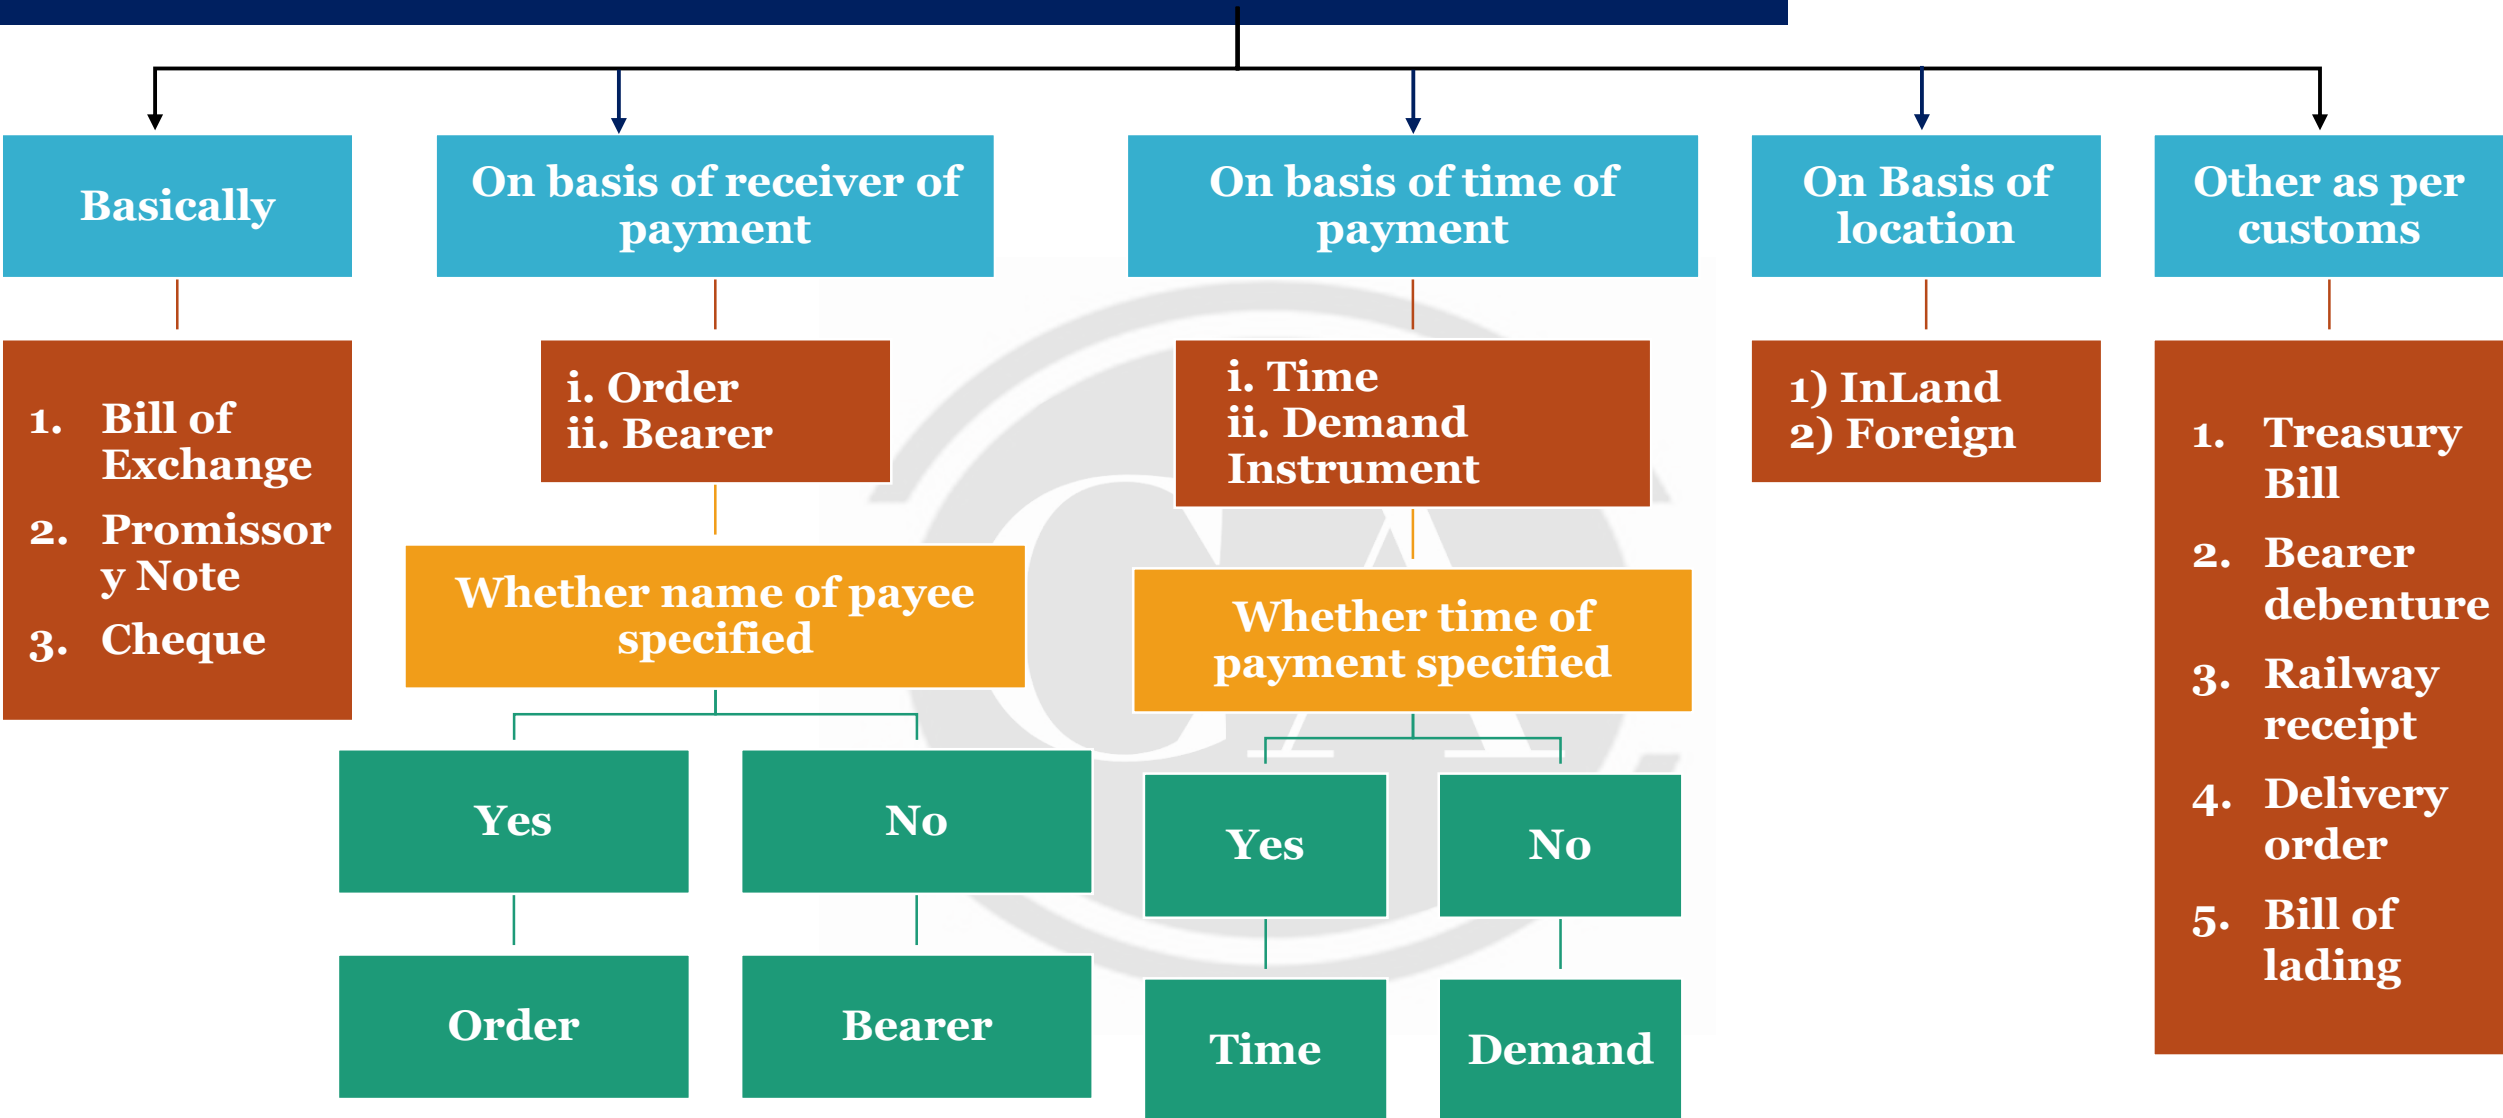 Basically
On basis of receiver of
payment
On basis of time of
payment
On Basis of
location
Other as per
customs
1. Bill of
Exchange
2. Promissor
y Note
3. Cheque
i. Order
ii. Bearer
Whether name of payee
specified
Yes
No
Order
Bearer
i. Time
ii. Demand
Instrument
Whether time of
payment specified
Yes
No
Time
Demand
1) InLand
2) Foreign
1. Treasury
Bill
2. Bearer
debenture
3. Railway
receipt
4. Delivery
order
5. Bill of
lading
CA